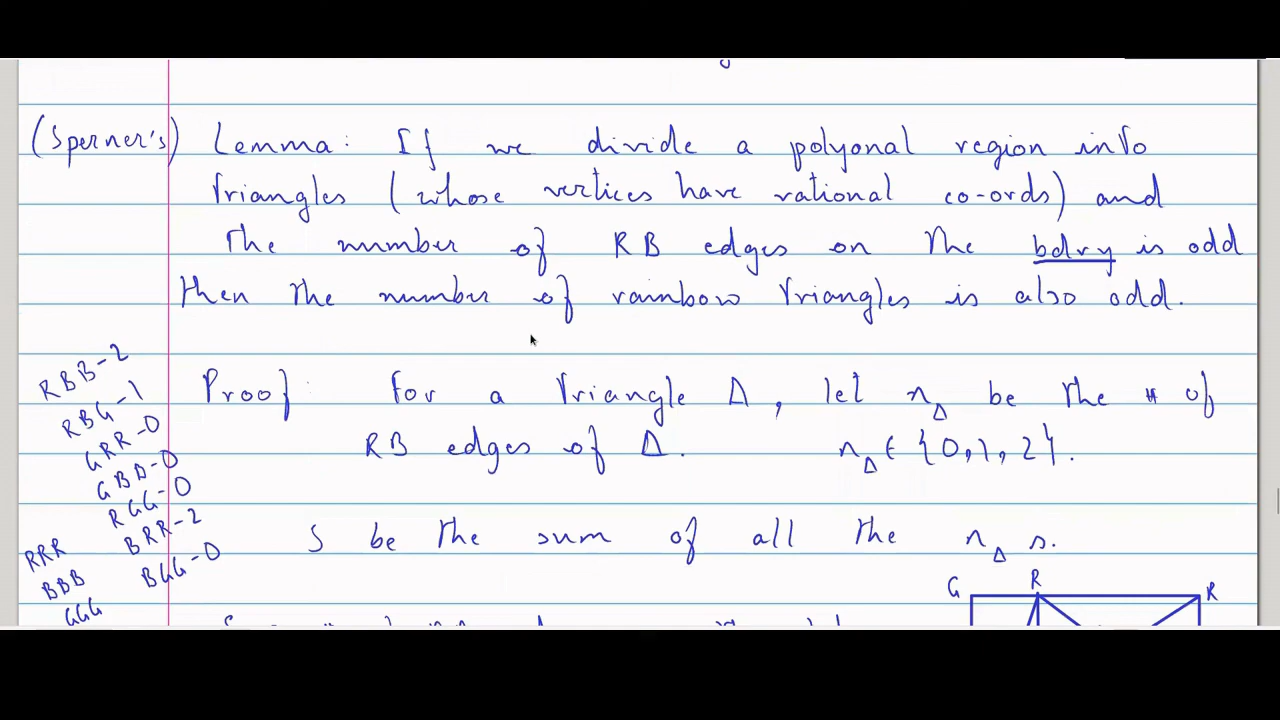 (Sperner's) Lemma: If we divide a polyonal region into
triangles (whose vertices have rational co-ords) and
the number of RB edges on the bdry is odd
then the number of rainbow triangles is also odd.
Proof: For a triangle Δ, let n_Δ be the # of
RB edges of Δ. n_Δ ∈ {0,1,2}.
S be the sum of all the n_Δ s.
RBB-2
RBG-1
GRR-0
GBB-0
RGG-0
BRR-2
BGG-0
RRR
BBB
GGG
G R R